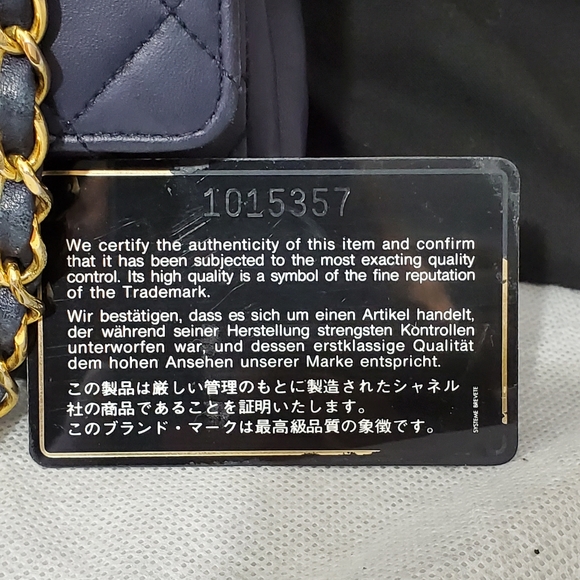 1015357
We certify the authenticity of this item and confirm
that it has been subjected to the most exacting quality
control. Its high quality is a symbol of the fine reputation
of the Trademark.
Wir bestätigen, dass es sich um einen Artikel handelt,
der während seiner Herstellung strengsten Kontrollen
unterworfen war, und dessen erstklassige Qualität
dem hohen Ansehen unserer Marke entspricht.
この製品は厳しい管理のもとに製造されたシャネル
社の商品であることを証明いたします。
このブランド・マークは最高級品質の象徴です。
SYSTEME BREVETE